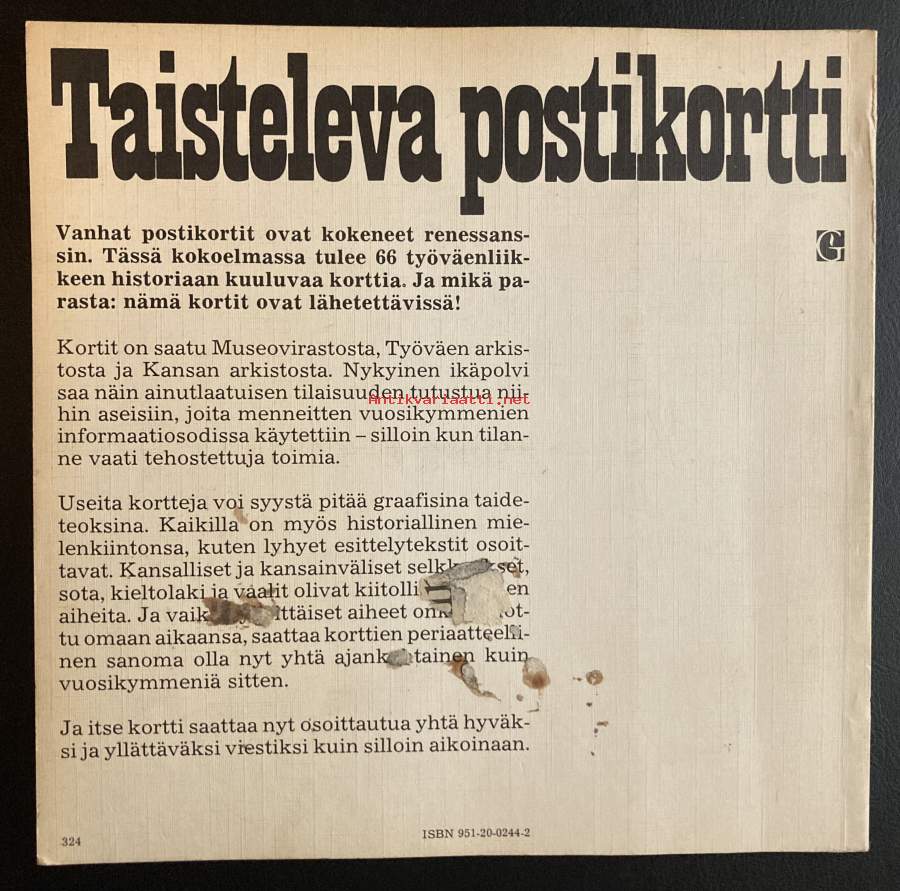 Taisteleva postikortti
Vanhat postikortit ovat kokeneet renessans-
sin. Tässä kokoelmassa tulee 66 työväenliik-
keen historiaan kuuluvaa korttia. Ja mikä pa-
rasta: nämä kortit ovat lähetettävissä!
G
Kortit on saatu Museovirastosta, Työväen arkis-
tosta ja Kansan arkistosta. Nykyinen ikäpolvi
saa näin ainutlaatuisen tilaisuuden tutustua nii-
Antikvariaatti.net
hin aseisiin, joita menneitten vuosikymmenien
informaatiosodissa käytettiin – silloin kun tilan-
ne vaati tehostettuja toimia.
Useita kortteja voi syystä pitää graafisina taide-
teoksina. Kaikilla on myös historiallinen mie-
lenkiintonsa, kuten lyhyet esittelytekstit osoit-
tavat. Kansalliset ja kansainväliset
sota, kieltolaki ja vaalit olivat
aiheita. Ja aiheet
tu omaan aikaansa, saattaa korttien periaatteelli-
nen sanoma olla nyt yhtä kuin
vuosikymmeniä sitten.
Ja itse kortti saattaa nyt osoittautua yhtä hyväk-
si ja yllättäväksi viestiksi kuin silloin aikoinaan.
324
ISBN 951-20-0244-2